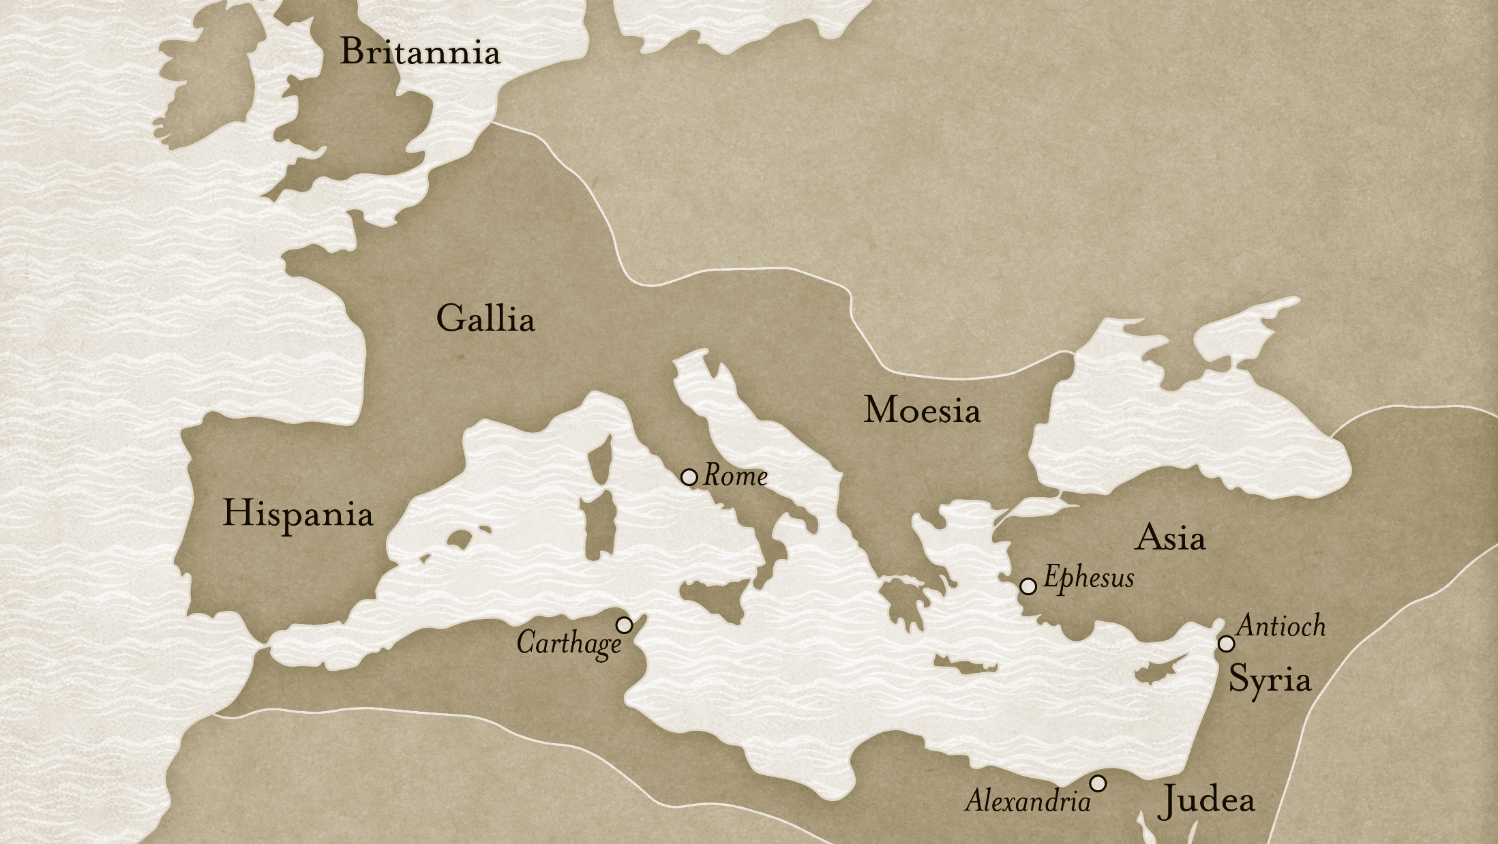 Britannia
Gallia
Moesia
Rome
Hispania
Asia
Ephesus
Antioch
Carthage
Syria
Alexandria
Judea